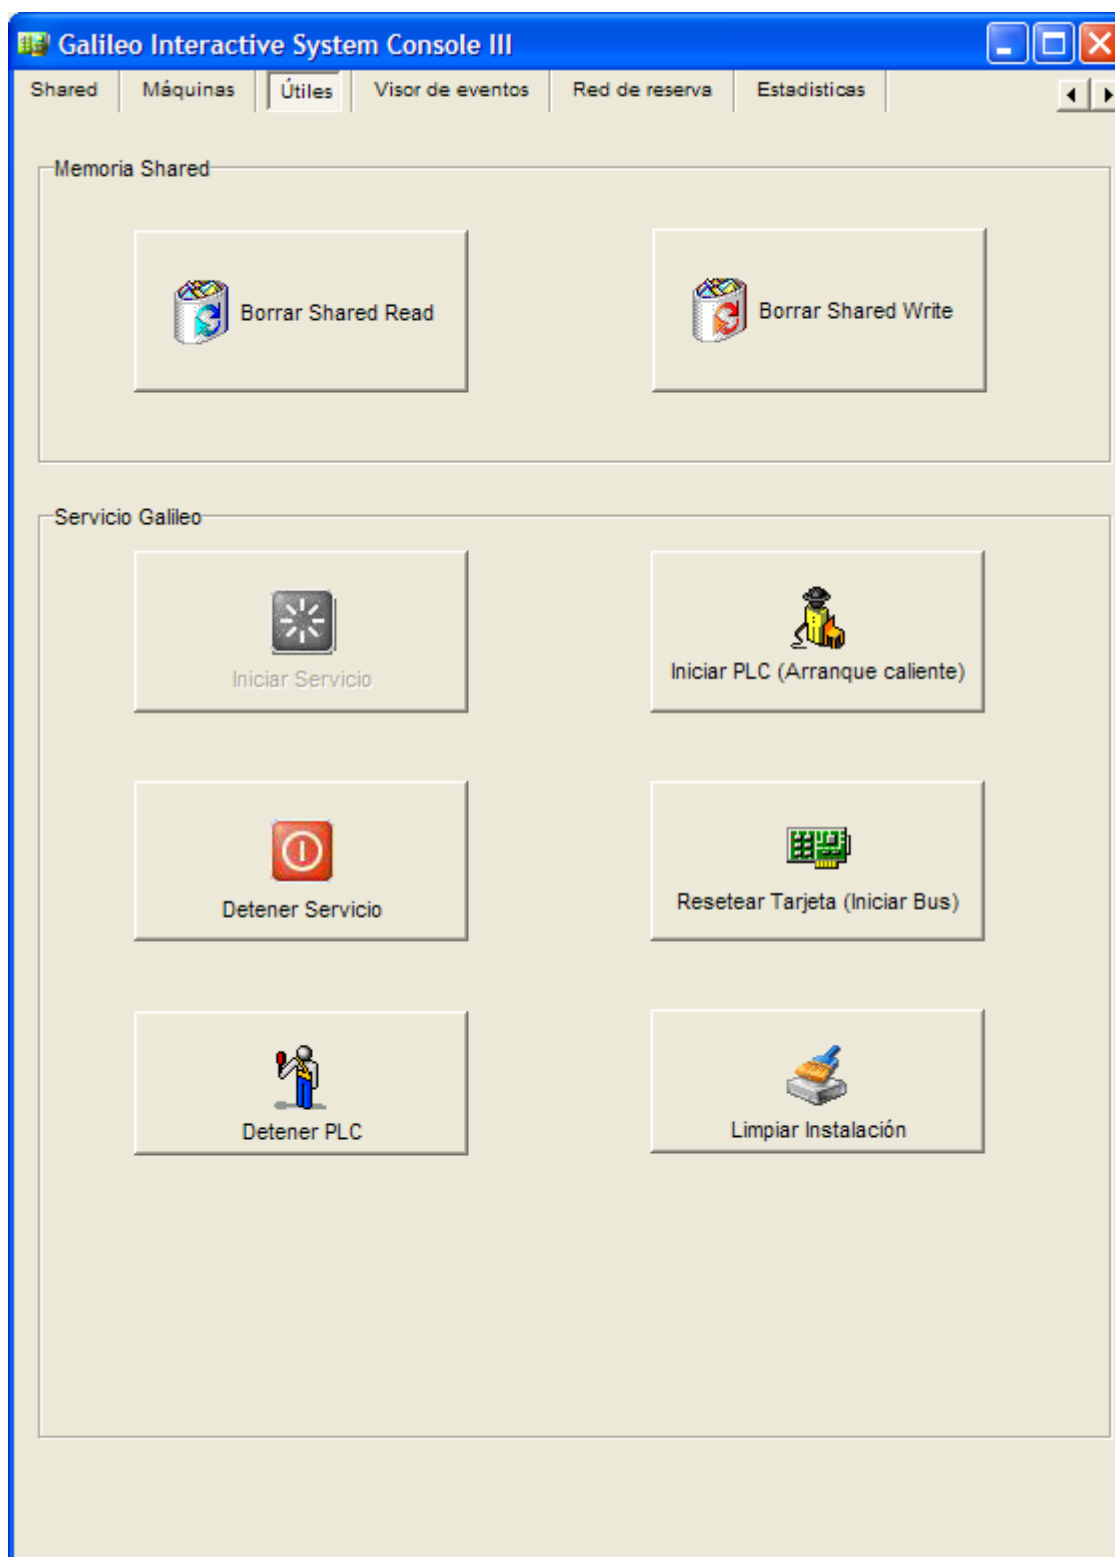 Galileo Interactive System Console III
Shared Máquinas Útiles Visor de eventos Red de reserva Estadisticas
Memoria Shared
Borrar Shared Read
Borrar Shared Write
Servicio Galileo
Iniciar Servicio
Iniciar PLC (Arranque caliente)
Detener Servicio
Resetear Tarjeta (Iniciar Bus)
Detener PLC
Limpiar Instalación